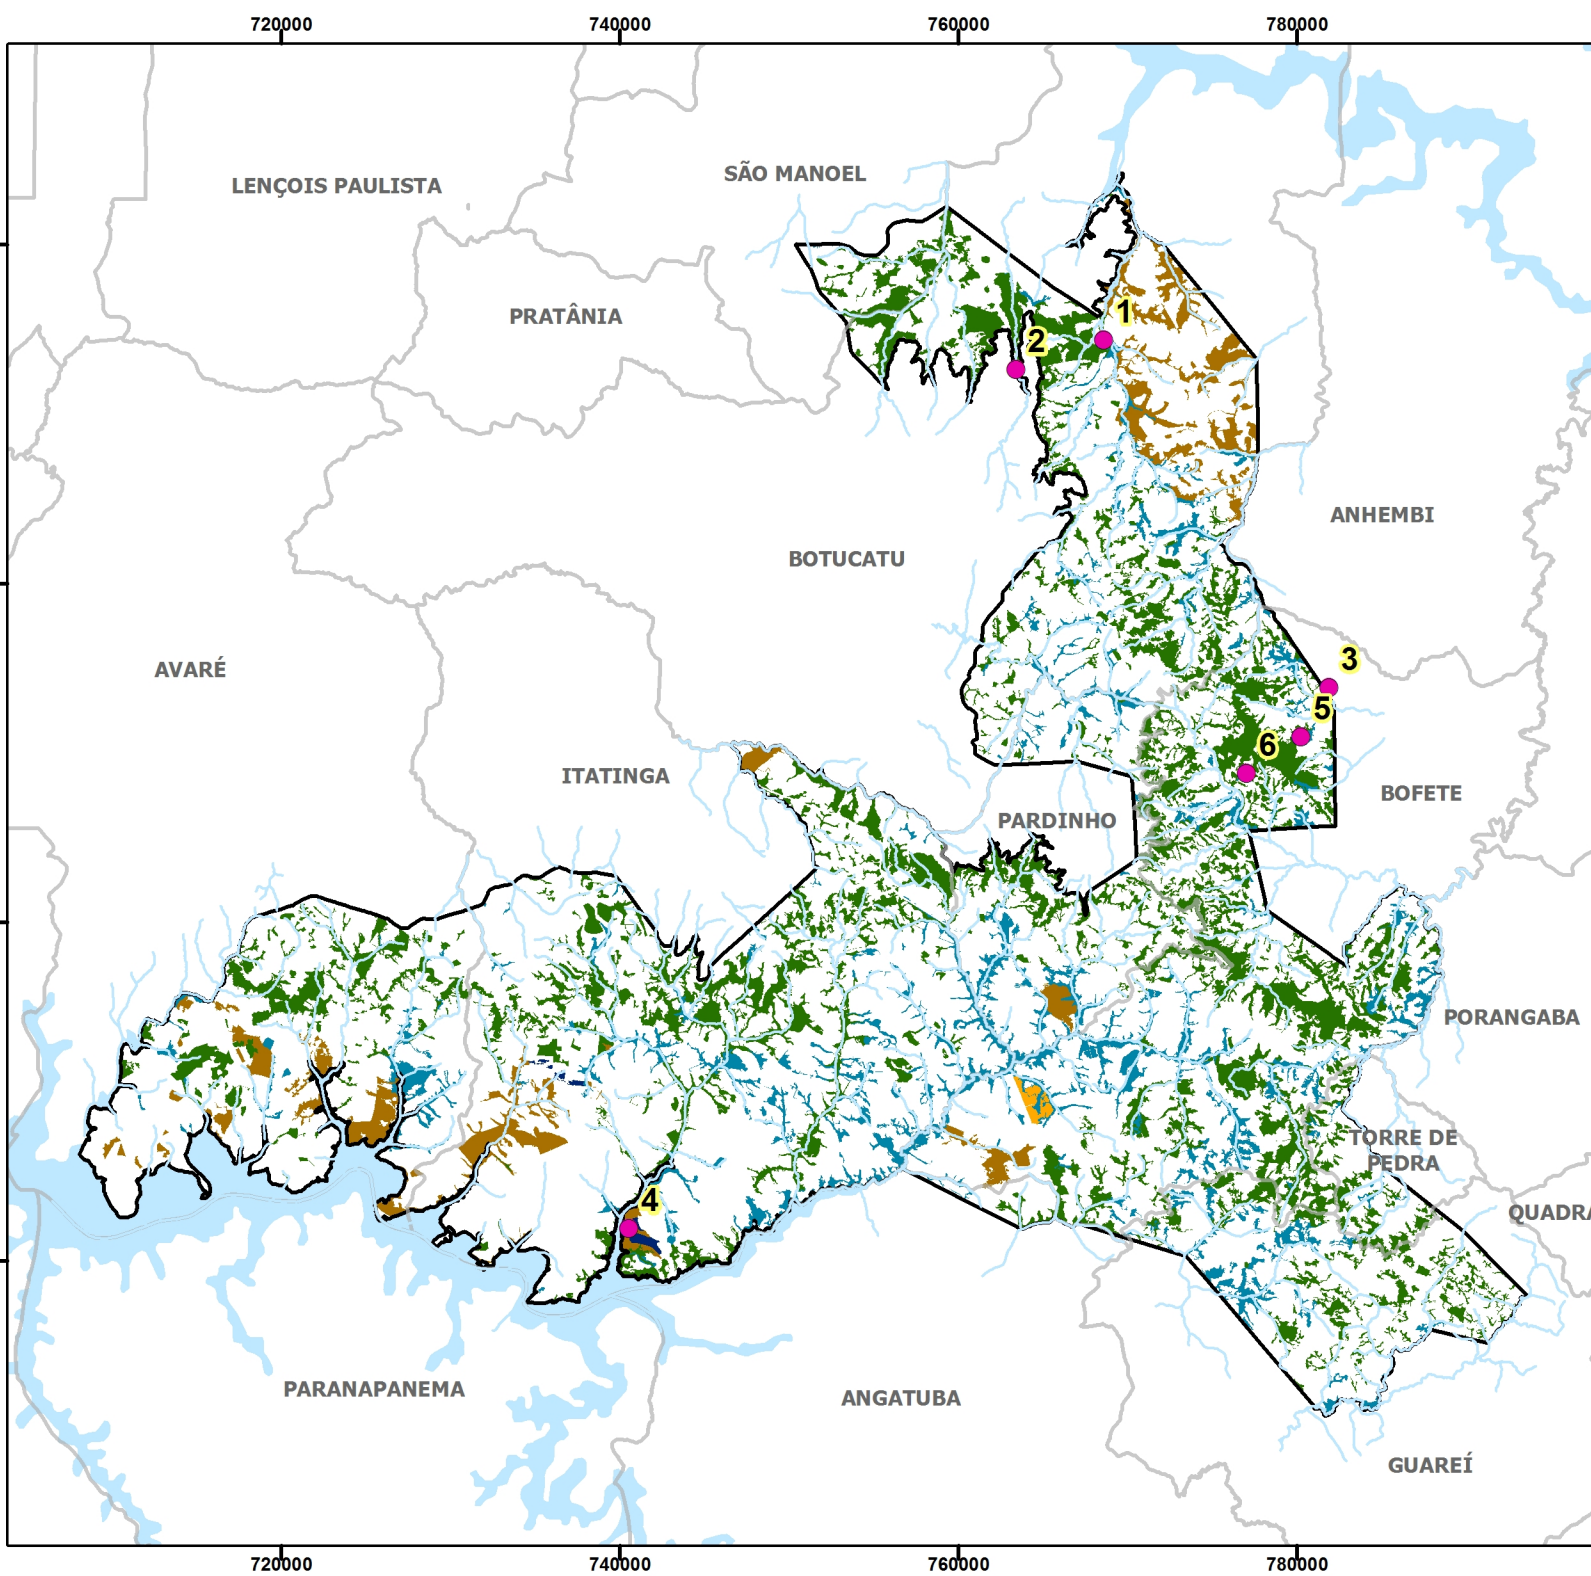 720000 740000 760000 780000
SÃO MANOEL
LENÇOIS PAULISTA
PRATÂNIA
1
2
ANHEMBI
BOTUCATU
AVARÉ
3
5
6
ITATINGA
BOFETE
PARDINHO
PORANGABA
TORRE DE
PEDRA
4
QUADRA
PARANAPANEMA
ANGATUBA
GUAREÍ
720000 740000 760000 780000